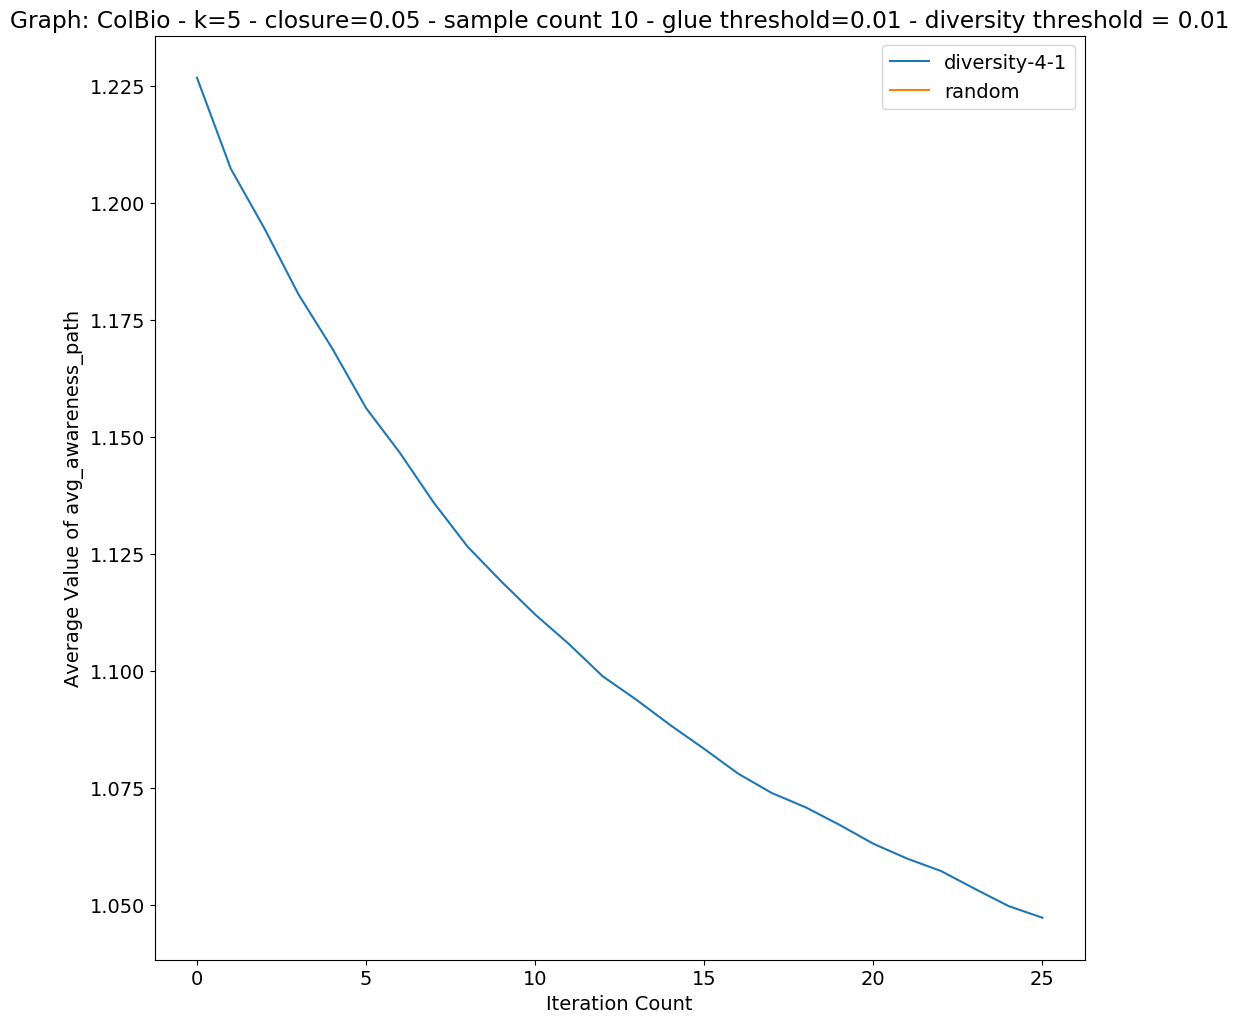 Graph: ColBio - k=5 - closure=0.05 - sample count 10 - glue threshold=0.01 - diversity threshold = 0.01
diversity-4-1
random
1.225
1.200
1.175
1.150
1.125
1.100
1.075
1.050
Average Value of avg_awareness_path
0 5 10 15 20 25
Iteration Count